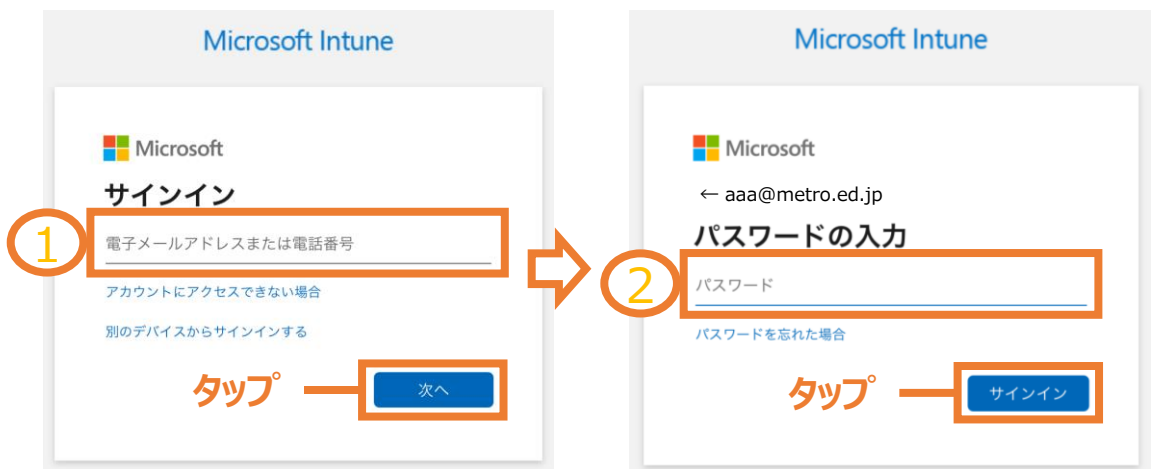 Microsoft Intune
Microsoft
サインイン
1
電子メールアドレスまたは電話番号
アカウントにアクセスできない場合
別のデバイスからサインインする
タップ
次へ
Microsoft Intune
Microsoft
← aaa@metro.ed.jp
パスワードの入力
2
パスワード
パスワードを忘れた場合
タップ
サインイン